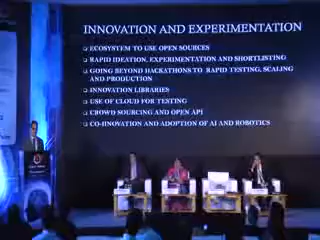 INNOVATION AND EXPERIMENTATION
ECOSYSTEM TO USE OPEN SOURCES
RAPID IDEATION, EXPERIMENTATION AND SHORTLISTING
GOING BEYOND HACKATHONS TO RAPID TESTING, SCALING
AND PRODUCTION
INNOVATION LIBRARIES
USE OF CLOUD FOR TESTING
CROWD SOURCING AND OPEN API
CO-INNOVATION AND ADOPTION OF AI AND ROBOTICS